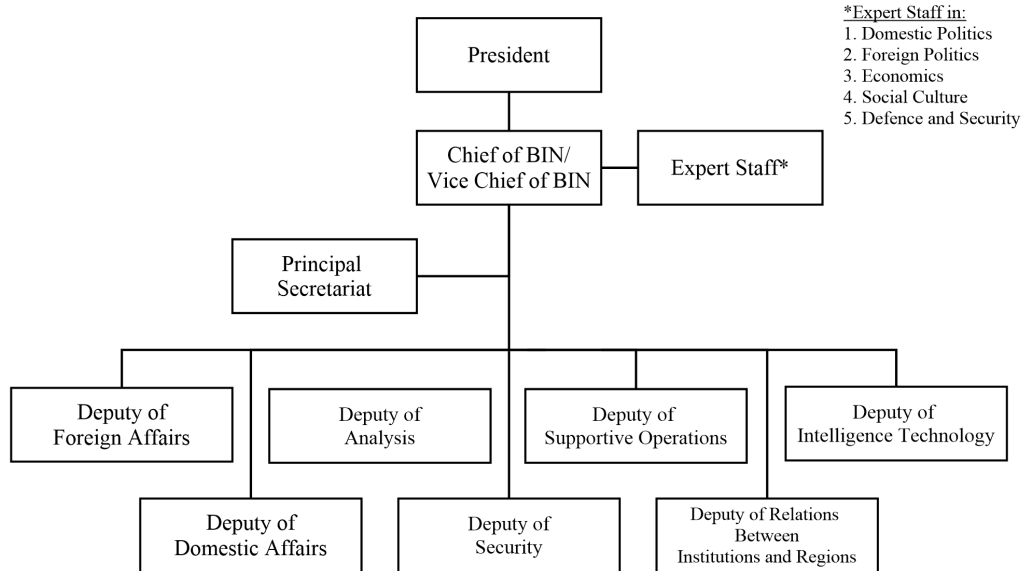 *Expert Staff in:
1. Domestic Politics
2. Foreign Politics
3. Economics
4. Social Culture
5. Defence and Security
President
Chief of BIN/
Vice Chief of BIN
Expert Staff*
Principal
Secretariat
Deputy of
Foreign Affairs
Deputy of
Analysis
Deputy of
Supportive Operations
Deputy of
Intelligence Technology
Deputy of
Domestic Affairs
Deputy of
Security
Deputy of Relations
Between
Institutions and Regions